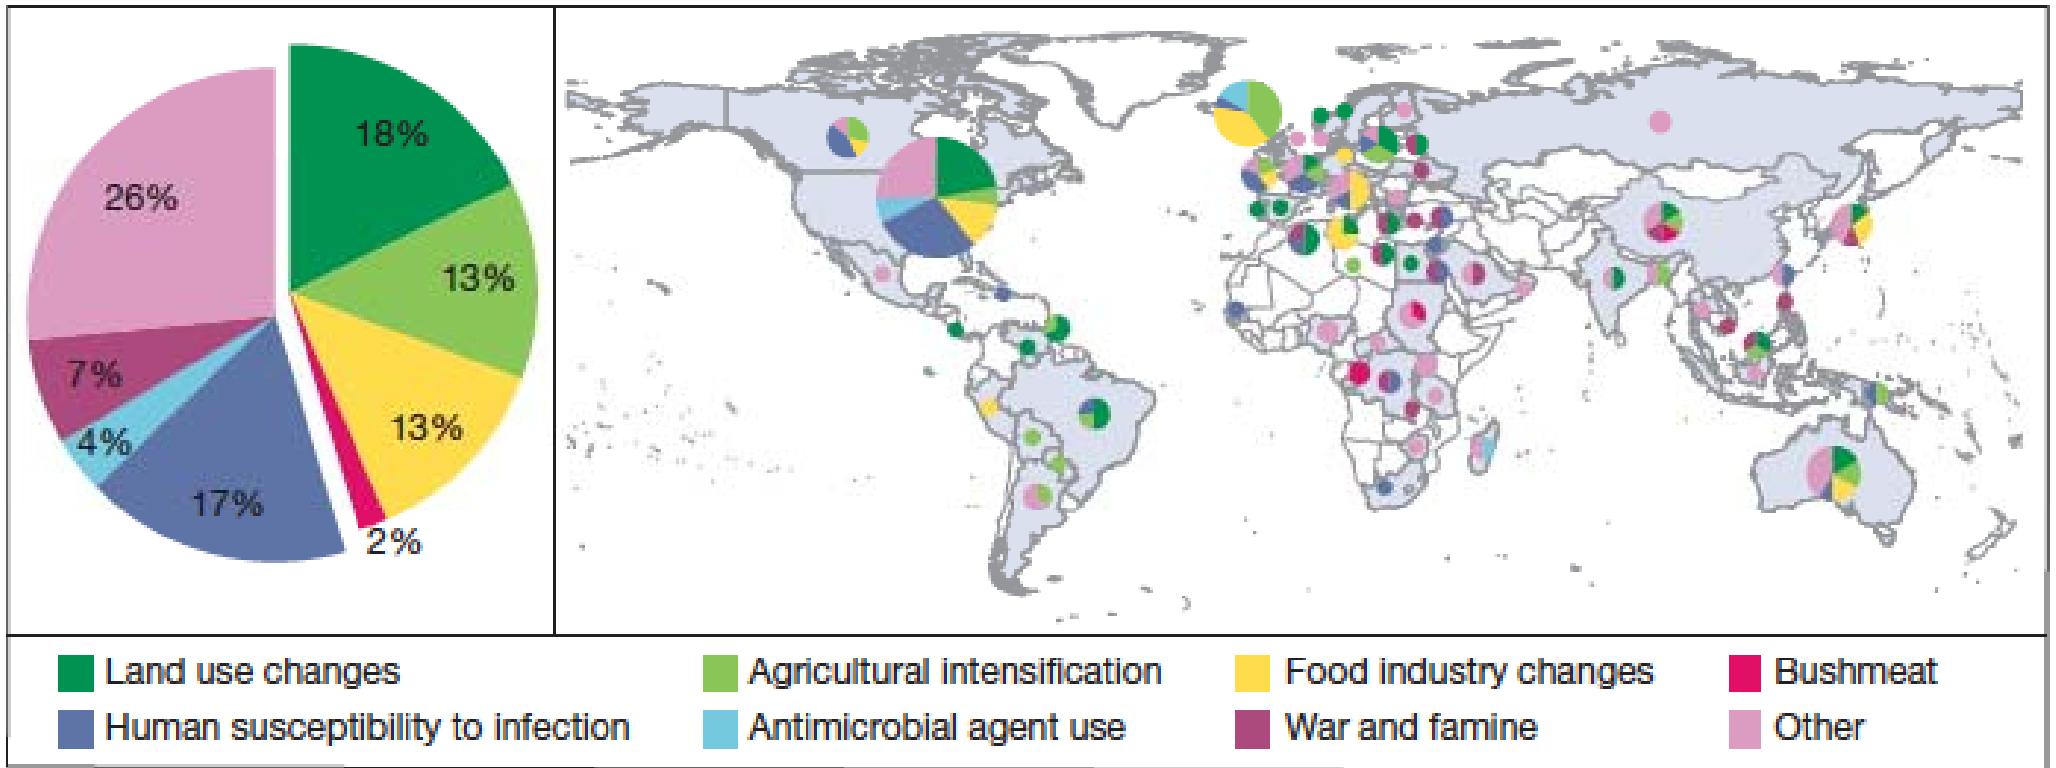 18%
26%
13%
7%
13%
4%
17%
2%
Land use changes
Agricultural intensification
Food industry changes
Bushmeat
Human susceptibility to infection
Antimicrobial agent use
War and famine
Other